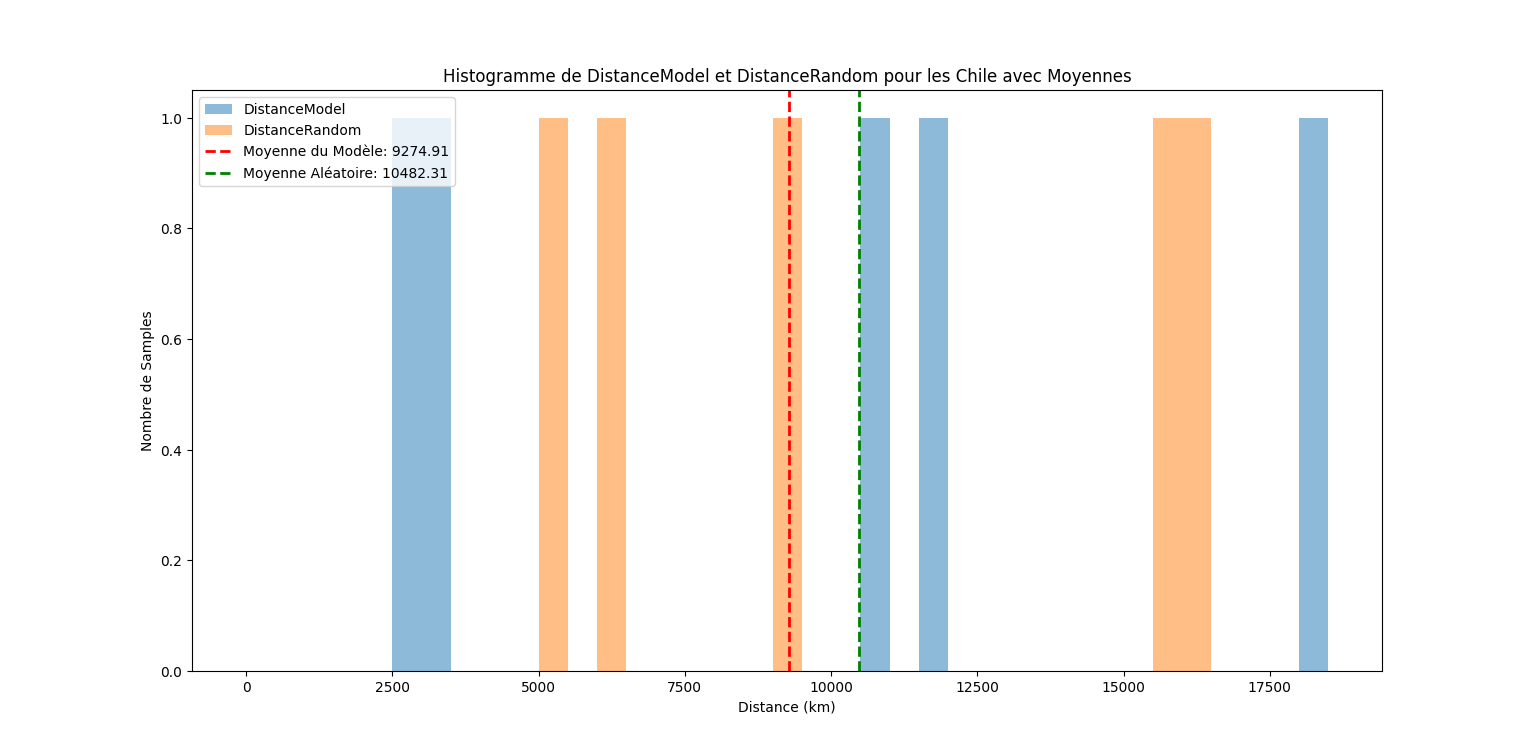 Histogramme de DistanceModel et DistanceRandom pour les Chile avec Moyennes
DistanceModel
DistanceRandom
Moyenne du Modèle: 9274.91
Moyenne Aléatoire: 10482.31
1.0
0.8
0.6
0.4
0.2
0.0
Nombre de Samples
0 2500 5000 7500 10000 12500 15000 17500
Distance (km)